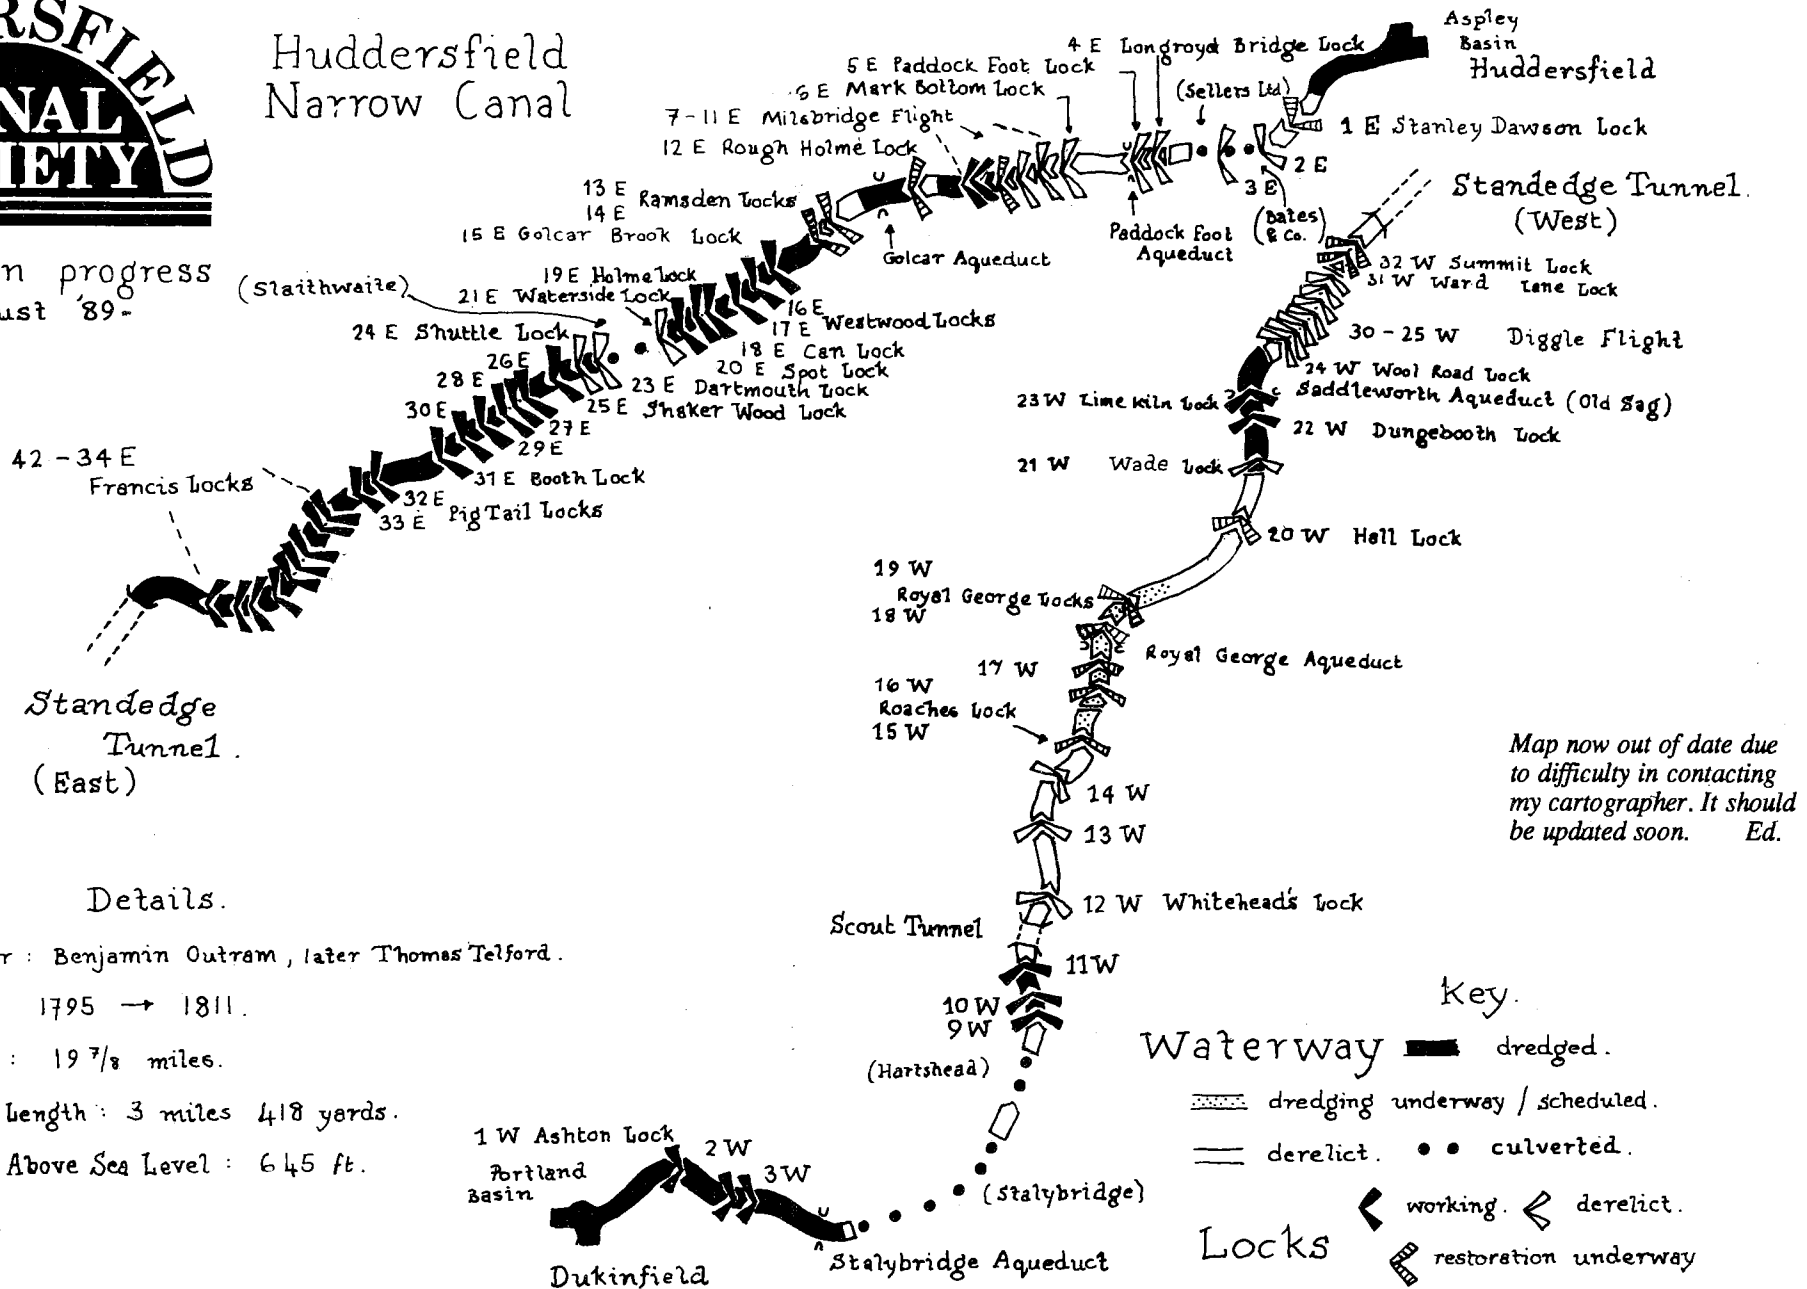 RSFIELD
NAL
IETY
Huddersfield
Narrow Canal
n progress
ust '89-
Aspley
Basin
Huddersfield
4 E Longroyd Bridge Lock
5 E Paddock Foot Lock
6 E Mark Bottom Lock
(Sellers Ltd)
7-11 E Milsbridge Flight
12 E Rough Holme Lock
1 E Stanley Dawson Lock
2 E
3 E
(Bates
& Co.)
Paddock Foot
Aqueduct
Golcar Aqueduct
13 E
14 E
Ramsden Locks
15 E Golcar Brook Lock
16 E
17 E
Westwood Locks
18 E Can Lock
19 E Holme Lock
20 E Spot Lock
21 E Waterside Lock
(Slaithwaite)
23 E Dartmouth Lock
24 E Shuttle Lock
25 E Shaker Wood Lock
26 E
27 E
28 E
29 E
30 E
31 E Booth Lock
32 E
33 E
Pig Tail Locks
42-34 E
Francis Locks
Standedge
Tunnel.
(East)
Standedge Tunnel.
(West)
32 W Summit Lock
31 W Ward Lane Lock
30-25 W Diggle Flight
24 W Wool Road Lock
Saddleworth Aqueduct (Old Sag)
23 W Lime Kiln Lock
22 W Dungebooth Lock
21 W Wade Lock
20 W Hall Lock
19 W
Royal George Locks
18 W
Royal George Aqueduct
17 W
16 W
Roaches Lock
15 W
14 W
13 W
12 W Whitehead's Lock
Scout Tunnel
11 W
10 W
9 W
(Hartshead)
(Stalybridge)
Stalybridge Aqueduct
3 W
2 W
1 W Ashton Lock
Portland
Basin
Dukinfield
Map now out of date due
to difficulty in contacting
my cartographer. It should
be updated soon. Ed.
Details.
r : Benjamin Outram, later Thomas Telford.
1795 → 1811.
: 19 7/8 miles.
Length : 3 miles 418 yards.
Above Sea Level : 645 ft.
Key.
Waterway dredged.
dredging underway / scheduled.
derelict. culverted.
Locks
working. derelict.
restoration underway